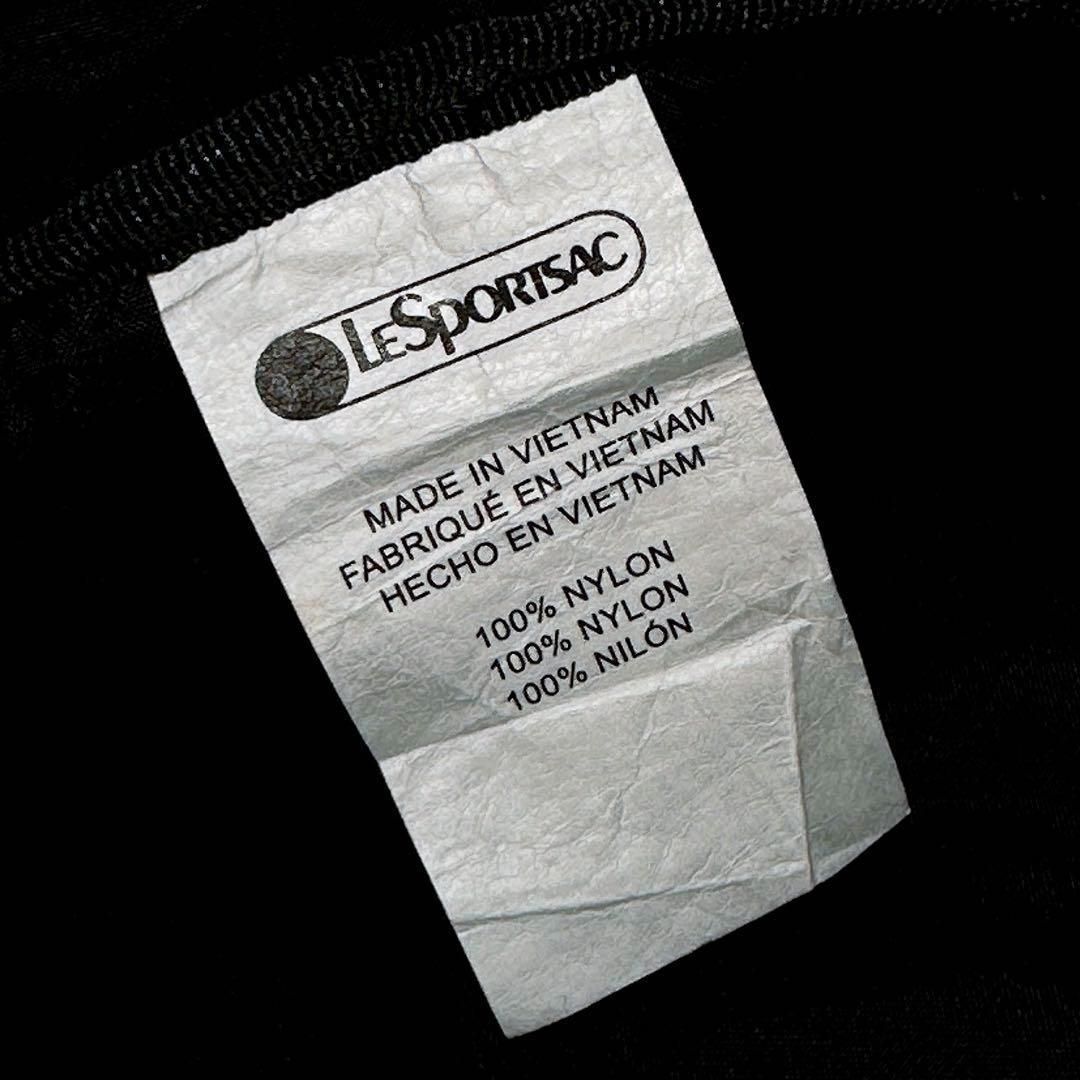 LESPORTSAC
MADE IN VIETNAM
FABRIQUÉ EN VIETNAM
HECHO EN VIETNAM
100% NYLON
100% NYLON
100% NILÓN